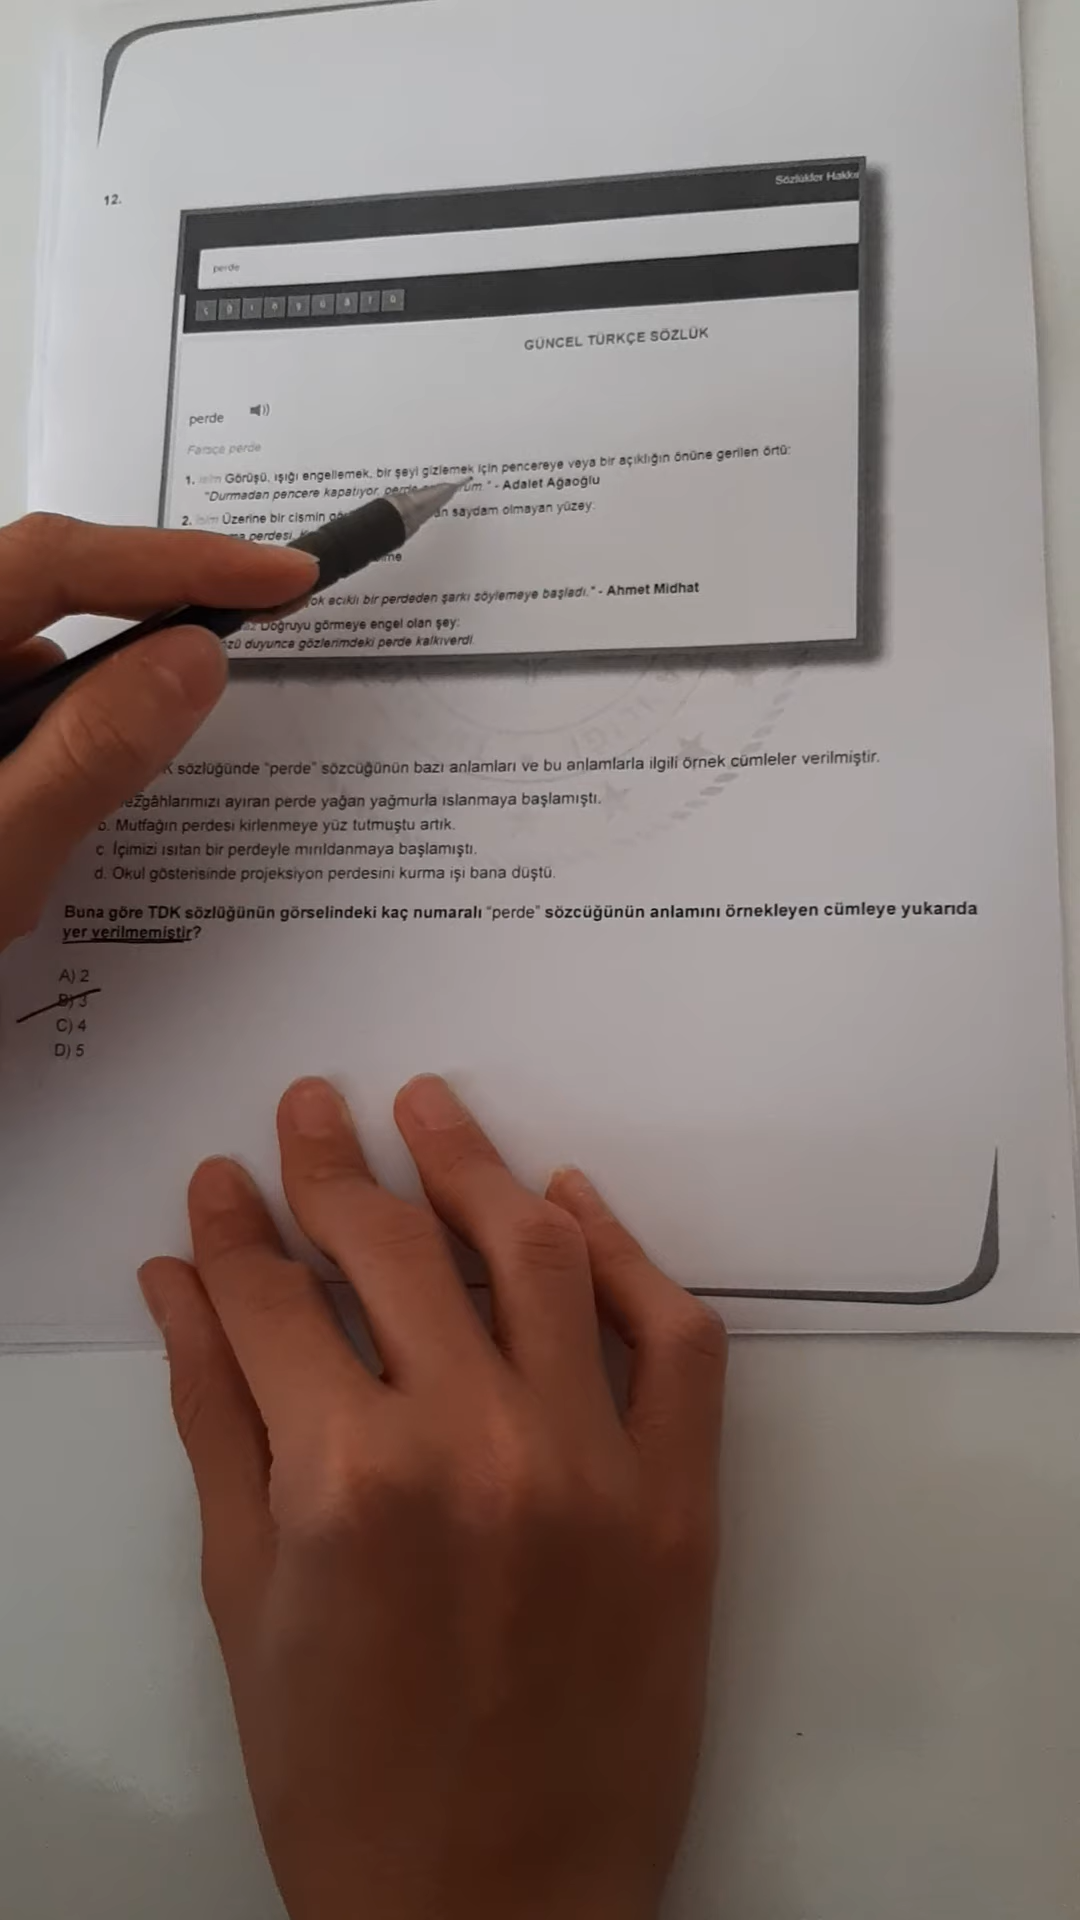 12.
Sözlükler Hakkı
perde
ç ğ ı ö ş ü â î û
GÜNCEL TÜRKÇE SÖZLÜK
perde
Farsça perde
1. isim Görüşü, ışığı engellemek, bir şeyi gizlemek için pencereye veya bir açıklığın önüne gerilen örtü:
"Durmadan pencere kapatıyor, perde - Adalet Ağaoğlu
2. isim Üzerine bir cismin saydam olmayan yüzey:
perdesi.
acıklı bir perdeden şarkı söylemeye başladı." - Ahmet Midhat
Doğruyu görmeye engel olan şey:
duyunca gözlerimdeki perde kalkıverdi.
sözlüğünde "perde" sözcüğünün bazı anlamları ve bu anlamlarla ilgili örnek cümleler verilmiştir.
ayıran perde yağan yağmurla ıslanmaya başlamıştı.
b. Mutfağın perdesi kirlenmeye yüz tutmuştu artık.
c. İçimizi ısıtan bir perdeyle mırıldanmaya başlamıştı.
d. Okul gösterisinde projeksiyon perdesini kurma işi bana düştü.
Buna göre TDK sözlüğünün görselindeki kaç numaralı "perde" sözcüğünün anlamını örnekleyen cümleye yukarıda
yer verilmemiştir?
A) 2
B) 3
C) 4
D) 5